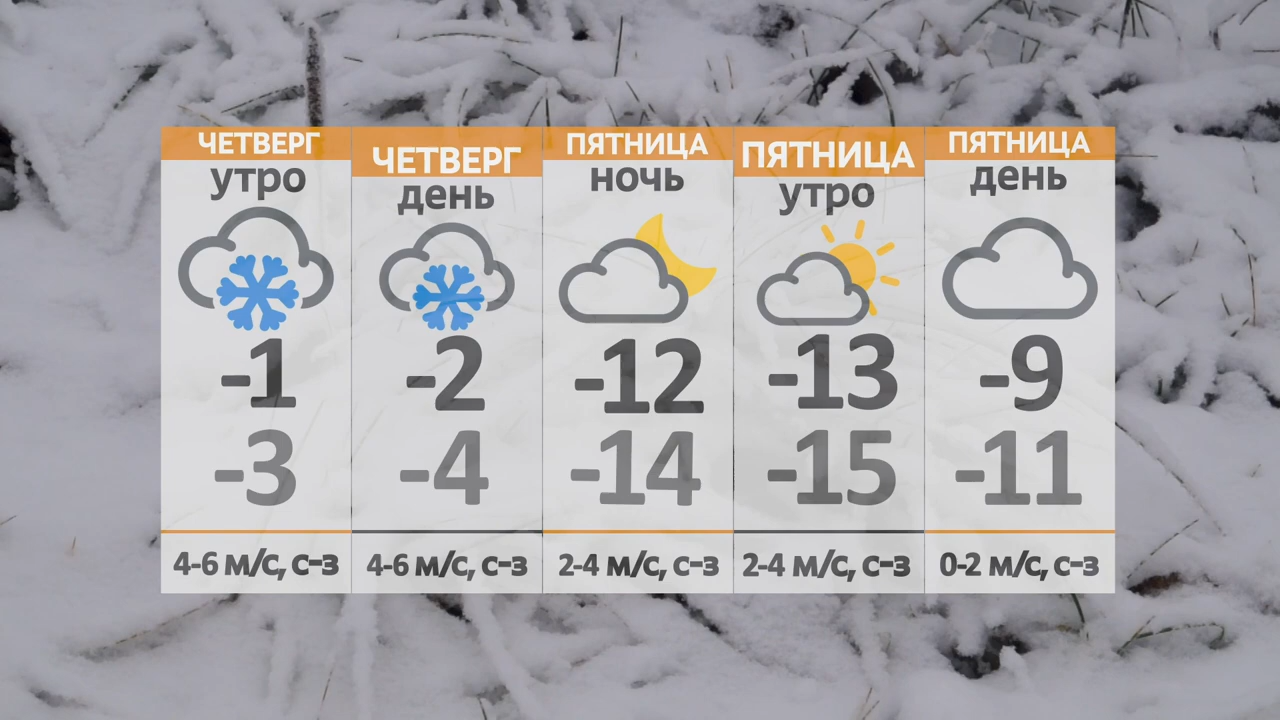 ЧЕТВЕРГ
утро
-1
-3
4-6 м/с, с-з
ЧЕТВЕРГ
день
-2
-4
4-6 м/с, с-з
ПЯТНИЦА
ночь
-12
-14
2-4 м/с, с-з
ПЯТНИЦА
утро
-13
-15
2-4 м/с, с-з
ПЯТНИЦА
день
-9
-11
0-2 м/с, с-з